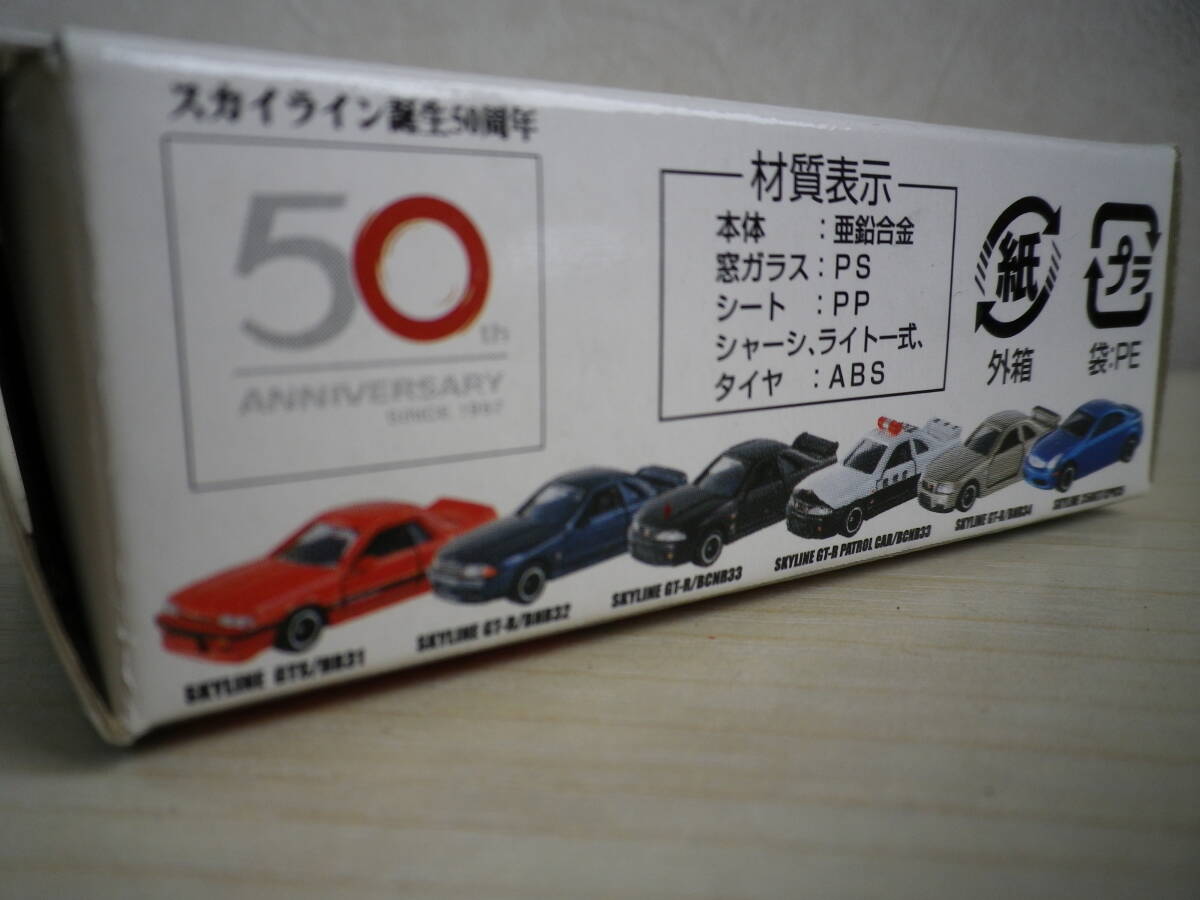 スカイライン誕生50周年
50th
ANNIVERSARY
SINCE 1957
材質表示
本体 :亜鉛合金
窓ガラス:PS
シート :PP
シャーシ、ライト一式、
タイヤ :ABS
紙
外箱
プラ
袋:PE
SKYLINE GTS/HR31
SKYLINE GT-R/BNR32
SKYLINE GT-R/BCNR33
SKYLINE GT-R PATROL CAR/BCNR33
SKYLINE GT-R/BNR34
SKYLINE